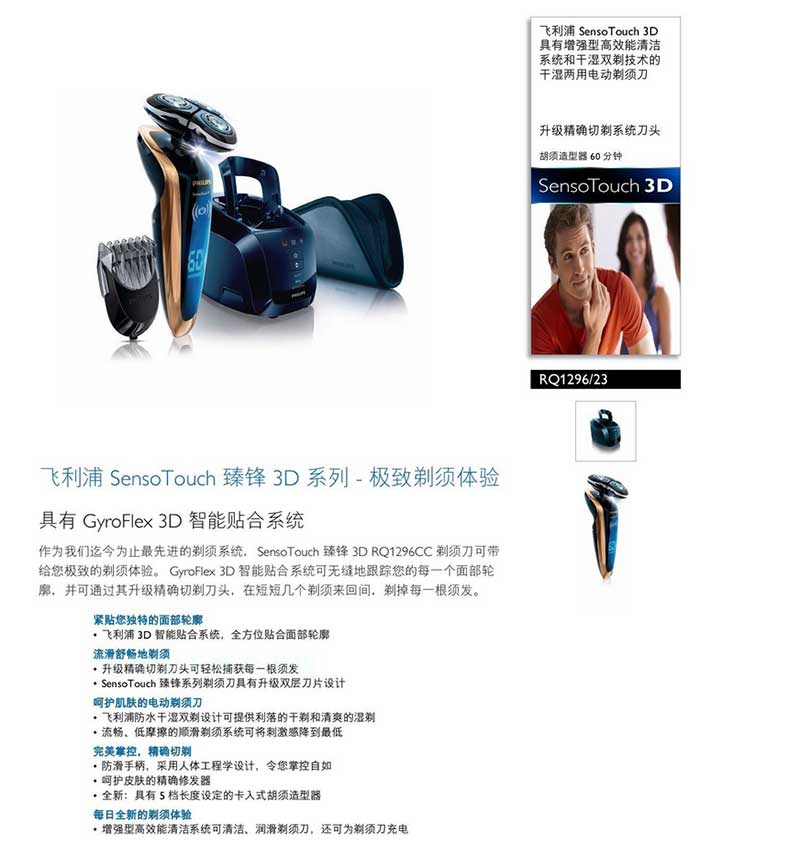 飞利浦 SensoTouch 3D
具有增强型高效能清洁
系统和干湿双剃技术的
干湿两用电动剃须刀
升级精确切剃系统刀头
胡须造型器 60 分钟
SensoTouch 3D
RQ1296/23
PHILIPS
60
PHILIPS
飞利浦 SensoTouch 臻锋 3D 系列 - 极致剃须体验
具有 GyroFlex 3D 智能贴合系统
作为我们迄今为止最先进的剃须系统， SensoTouch 臻锋 3D RQ1296CC 剃须刀可带
给您极致的剃须体验。 GyroFlex 3D 智能贴合系统可无缝地跟踪您的每一个面部轮
廓，并可通过其升级精确切剃刀头，在短短几个剃须来回间，剃掉每一根须发。
紧贴您独特的面部轮廓
• 飞利浦 3D 智能贴合系统，全方位贴合面部轮廓
流滑舒畅地剃须
• 升级精确切剃刀头可轻松捕获每一根须发
• SensoTouch 臻锋系列剃须刀具有升级双层刀片设计
呵护肌肤的电动剃须刀
• 飞利浦防水干湿双剃设计可提供利落的干剃和清爽的湿剃
• 流畅、低摩擦的顺滑剃须系统可将刺激感降到最低
完美掌控，精确切剃
• 防滑手柄，采用人体工程学设计，令您掌控自如
• 呵护皮肤的精确修发器
• 全新：具有 5 档长度设定的卡入式胡须造型器
每日全新的剃须体验
• 增强型高效能清洁系统可清洁、润滑剃须刀，还可为剃须刀充电